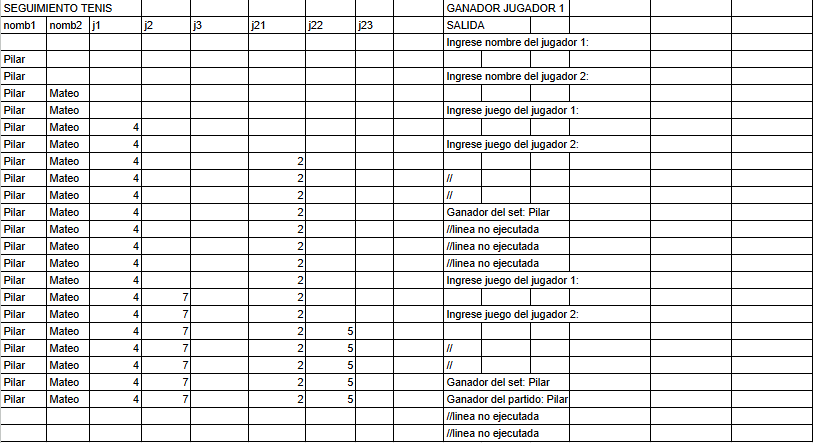 SEGUIMIENTO TENIS GANADOR JUGADOR 1
nomb1 nomb2 j1 j2 j3 j21 j22 j23 SALIDA
Ingrese nombre del jugador 1:
Pilar
Pilar Ingrese nombre del jugador 2:
Pilar Mateo
Pilar Mateo Ingrese juego del jugador 1:
Pilar Mateo 4
Pilar Mateo 4 Ingrese juego del jugador 2:
Pilar Mateo 4 2
Pilar Mateo 4 2 //
Pilar Mateo 4 2 //
Pilar Mateo 4 2 Ganador del set: Pilar
Pilar Mateo 4 2 //linea no ejecutada
Pilar Mateo 4 2 //linea no ejecutada
Pilar Mateo 4 2 //linea no ejecutada
Pilar Mateo 4 2 Ingrese juego del jugador 1:
Pilar Mateo 4 7 2
Pilar Mateo 4 7 2 Ingrese juego del jugador 2:
Pilar Mateo 4 7 2 5
Pilar Mateo 4 7 2 5 //
Pilar Mateo 4 7 2 5 //
Pilar Mateo 4 7 2 5 Ganador del set: Pilar
Pilar Mateo 4 7 2 5 Ganador del partido: Pilar
//linea no ejecutada
//linea no ejecutada